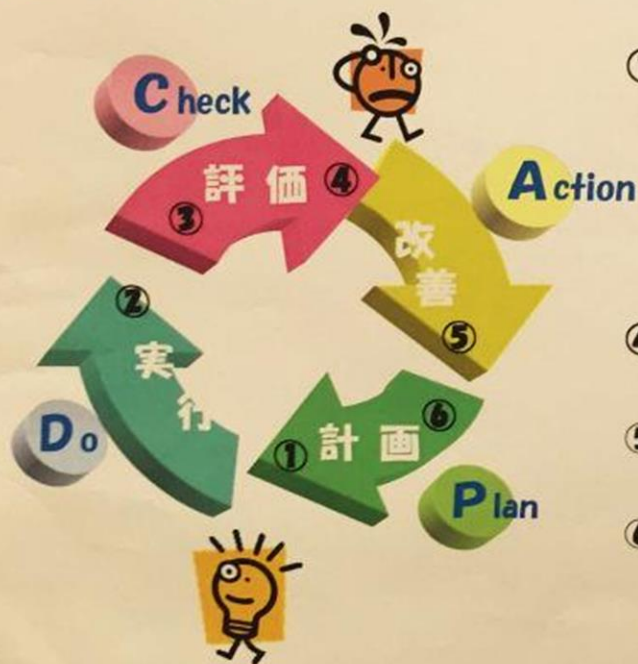 Check
評価
③
④
Action
改善
⑤
実行
②
Do
計画
①
⑥
Plan